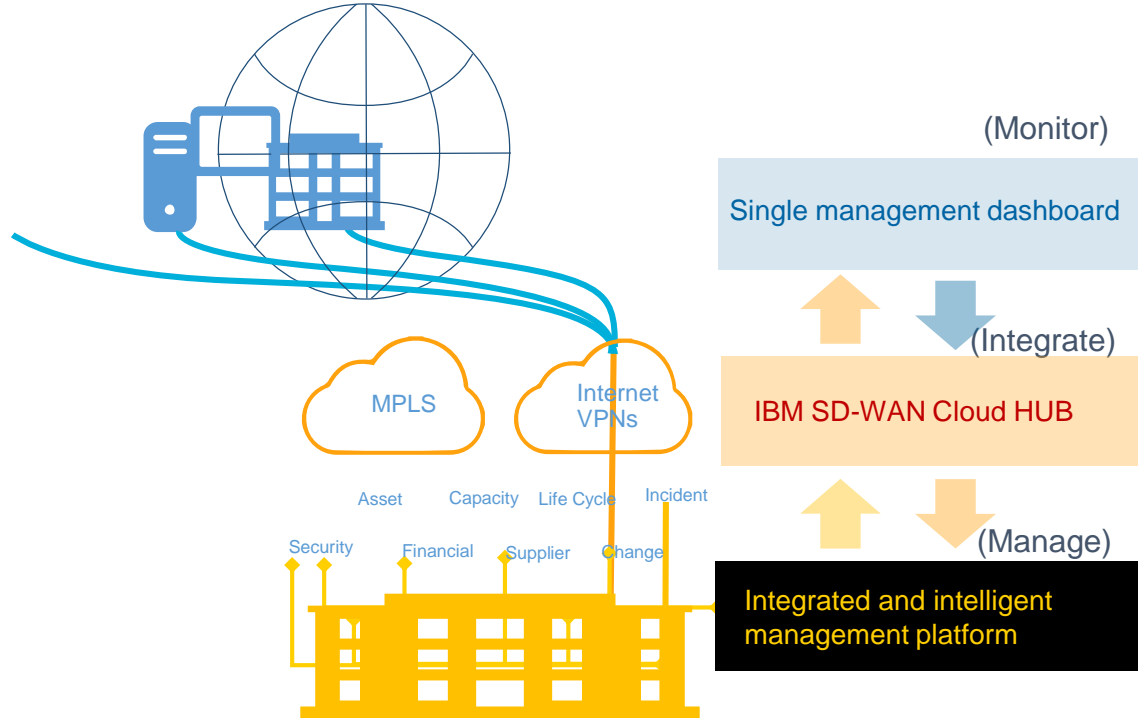 (Monitor)
Single management dashboard
(Integrate)
MPLS
Internet
VPNs
IBM SD-WAN Cloud HUB
Asset
Capacity
Life Cycle
Incident
Security
Financial
Supplier
Change
(Manage)
Integrated and intelligent
management platform